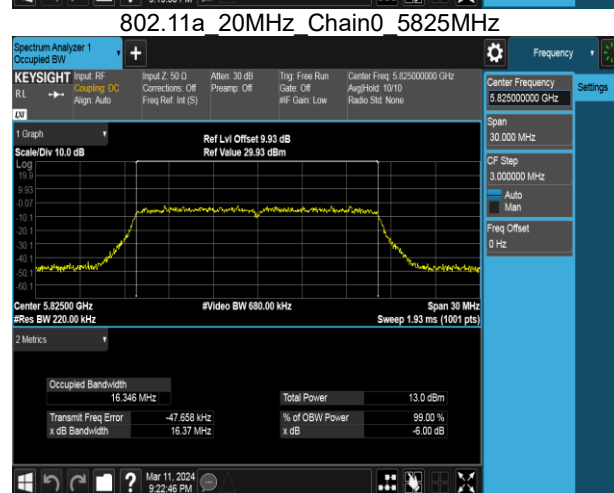 802.11a_20MHz_Chain0_5825MHz
Spectrum Analyzer 1
Occupied BW
Frequency
KEYSIGHT
Input: RF
Input Z: 50 Ω
Atten: 30 dB
Trig: Free Run
Center Freq: 5.825000000 GHz
RL
Coupling: DC
Corrections: Off
Preamp: Off
Gate: Off
Avg|Hold: 10/10
Align: Auto
Freq Ref: Int (S)
#IF Gain: Low
Radio Std: None
LXI
Center Frequency
5.825000000 GHz
Settings
Span
30.000 MHz
CF Step
3.000000 MHz
Auto
Man
Freq Offset
0 Hz
1 Graph
Ref Lvl Offset 9.93 dB
Scale/Div 10.0 dB
Ref Value 29.93 dBm
Log
19.9
9.93
-0.07
-10.1
-20.1
-30.1
-40.1
-50.1
-60.1
Center 5.82500 GHz
#Video BW 680.00 kHz
Span 30 MHz
#Res BW 220.00 kHz
Sweep 1.93 ms (1001 pts)
2 Metrics
Occupied Bandwidth
16.346 MHz
Total Power
13.0 dBm
Transmit Freq Error
-47.658 kHz
% of OBW Power
99.00 %
x dB Bandwidth
16.37 MHz
x dB
-6.00 dB
?
Mar 11, 2024
9:22:46 PM